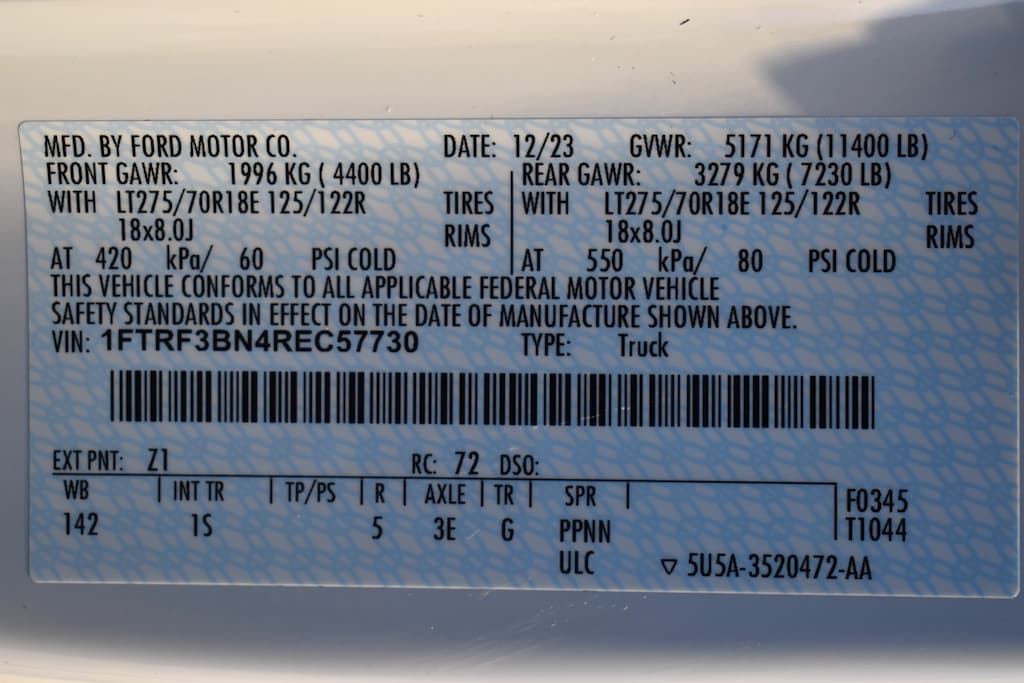 MFD. BY FORD MOTOR CO. DATE: 12/23 GVWR: 5171 KG (11400 LB)
FRONT GAWR: 1996 KG ( 4400 LB) REAR GAWR: 3279 KG ( 7230 LB)
WITH LT275/70R18E 125/122R TIRES WITH LT275/70R18E 125/122R TIRES
18x8.0J RIMS 18x8.0J RIMS
AT 420 kPa/ 60 PSI COLD AT 550 kPa/ 80 PSI COLD
THIS VEHICLE CONFORMS TO ALL APPLICABLE FEDERAL MOTOR VEHICLE
SAFETY STANDARDS IN EFFECT ON THE DATE OF MANUFACTURE SHOWN ABOVE.
VIN: 1FTRF3BN4REC57730 TYPE: Truck
EXT PNT: Z1 RC: 72 DSO:
WB INT TR TP/PS R AXLE TR SPR F0345
142 1S 5 3E G PPNN T1044
ULC ▽ 5U5A-3520472-AA